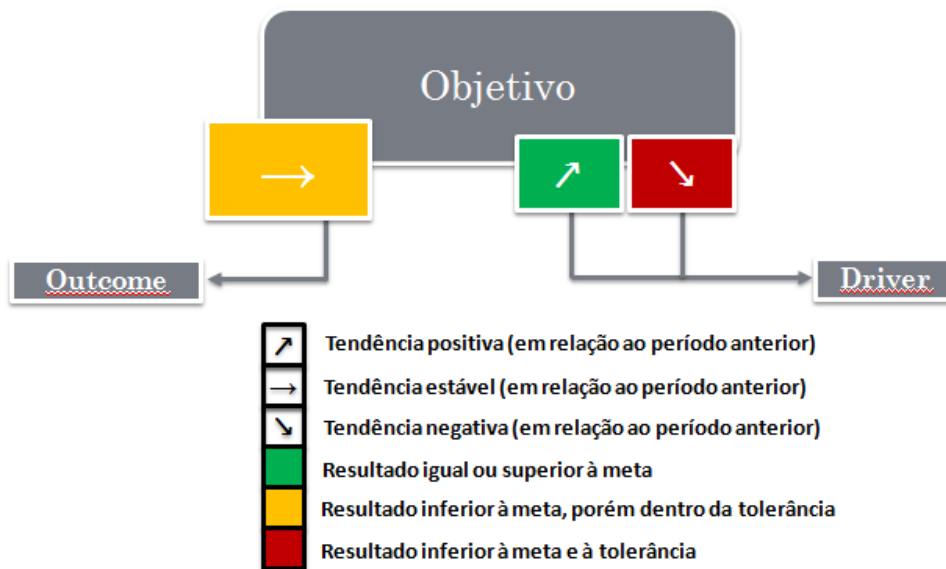 Objetivo
→
↗
↘
Outcome
Driver
↗ Tendência positiva (em relação ao período anterior)
→ Tendência estável (em relação ao período anterior)
↘ Tendência negativa (em relação ao período anterior)
Resultado igual ou superior à meta
Resultado inferior à meta, porém dentro da tolerância
Resultado inferior à meta e à tolerância